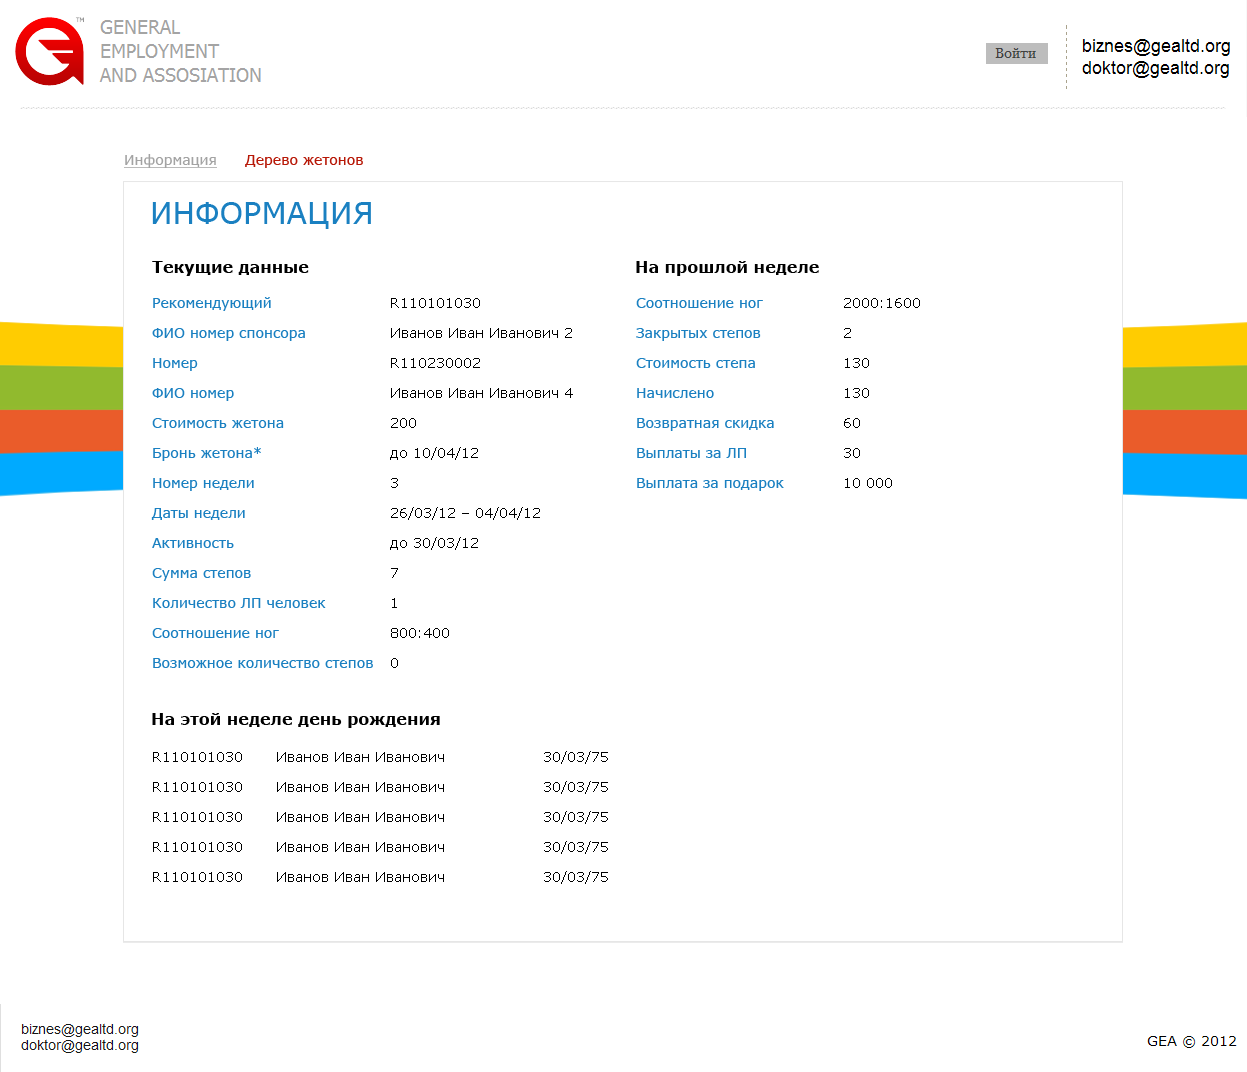 GENERAL
EMPLOYMENT
AND ASSOSIATION
TM
Войти
biznes@gealtd.org
doktor@gealtd.org
Информация
Дерево жетонов
ИНФОРМАЦИЯ
Текущие данные
Рекомендующий R110101030
ФИО номер спонсора Иванов Иван Иванович 2
Номер R110230002
ФИО номер Иванов Иван Иванович 4
Стоимость жетона 200
Бронь жетона* до 10/04/12
Номер недели 3
Даты недели 26/03/12 – 04/04/12
Активность до 30/03/12
Сумма степов 7
Количество ЛП человек 1
Соотношение ног 800:400
Возможное количество степов 0
На прошлой неделе
Соотношение ног 2000:1600
Закрытых степов 2
Стоимость степа 130
Начислено 130
Возвратная скидка 60
Выплаты за ЛП 30
Выплата за подарок 10 000
На этой неделе день рождения
R110101030 Иванов Иван Иванович 30/03/75
R110101030 Иванов Иван Иванович 30/03/75
R110101030 Иванов Иван Иванович 30/03/75
R110101030 Иванов Иван Иванович 30/03/75
R110101030 Иванов Иван Иванович 30/03/75
biznes@gealtd.org
doktor@gealtd.org
GEA © 2012